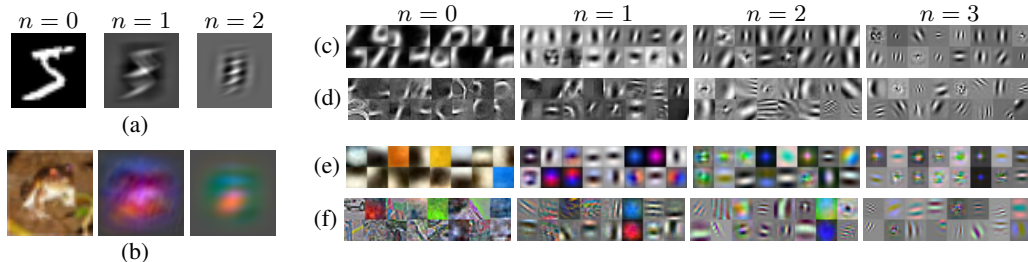 n = 0 n = 1 n = 2
(a)
(b)
n = 0 n = 1 n = 2 n = 3
(c)
(d)
(e)
(f)